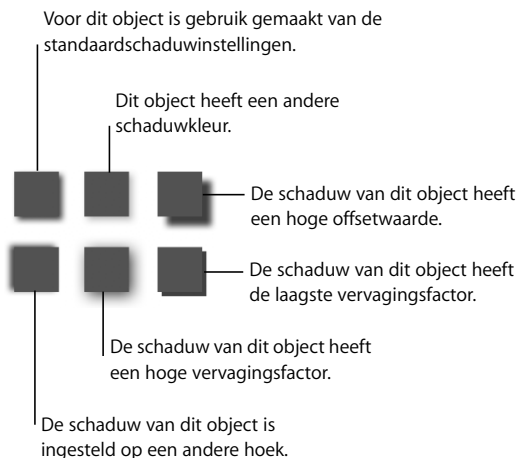 Voor dit object is gebruik gemaakt van de
standaardschaduwinstellingen.
Dit object heeft een andere
schaduwkleur.
De schaduw van dit object heeft
een hoge offsetwaarde.
De schaduw van dit object heeft
de laagste vervagingsfactor.
De schaduw van dit object heeft
een hoge vervagingsfactor.
De schaduw van dit object is
ingesteld op een andere hoek.